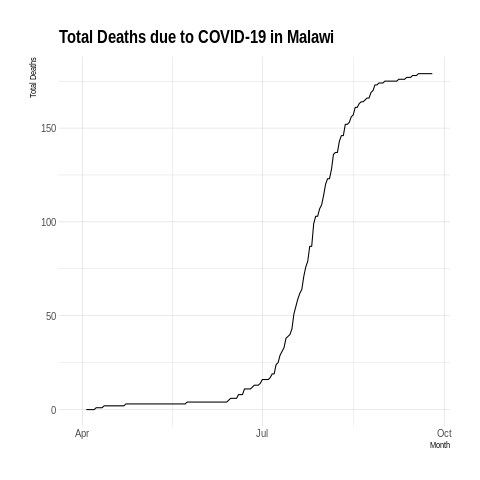 Total Deaths due to COVID-19 in Malawi
Total Deaths
150
100
50
0
Apr
Jul
Oct
Month